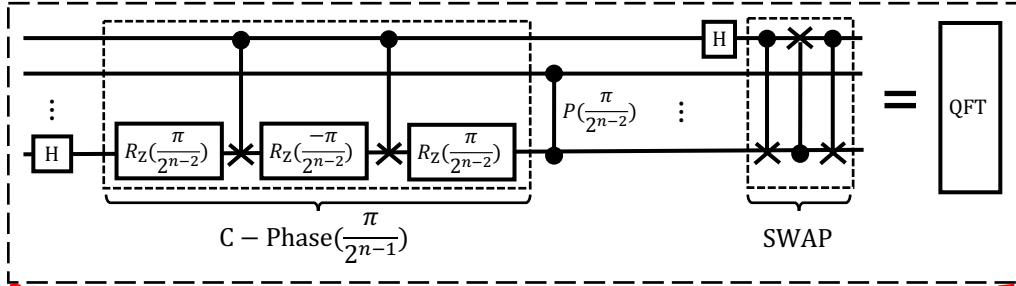 H
P(π/2^{n-2})
⋮ ⋮
H R_Z(π/2^{n-2}) R_Z(-π/2^{n-2}) R_Z(π/2^{n-2})
= QFT
C − Phase(π/2^{n-1}) SWAP